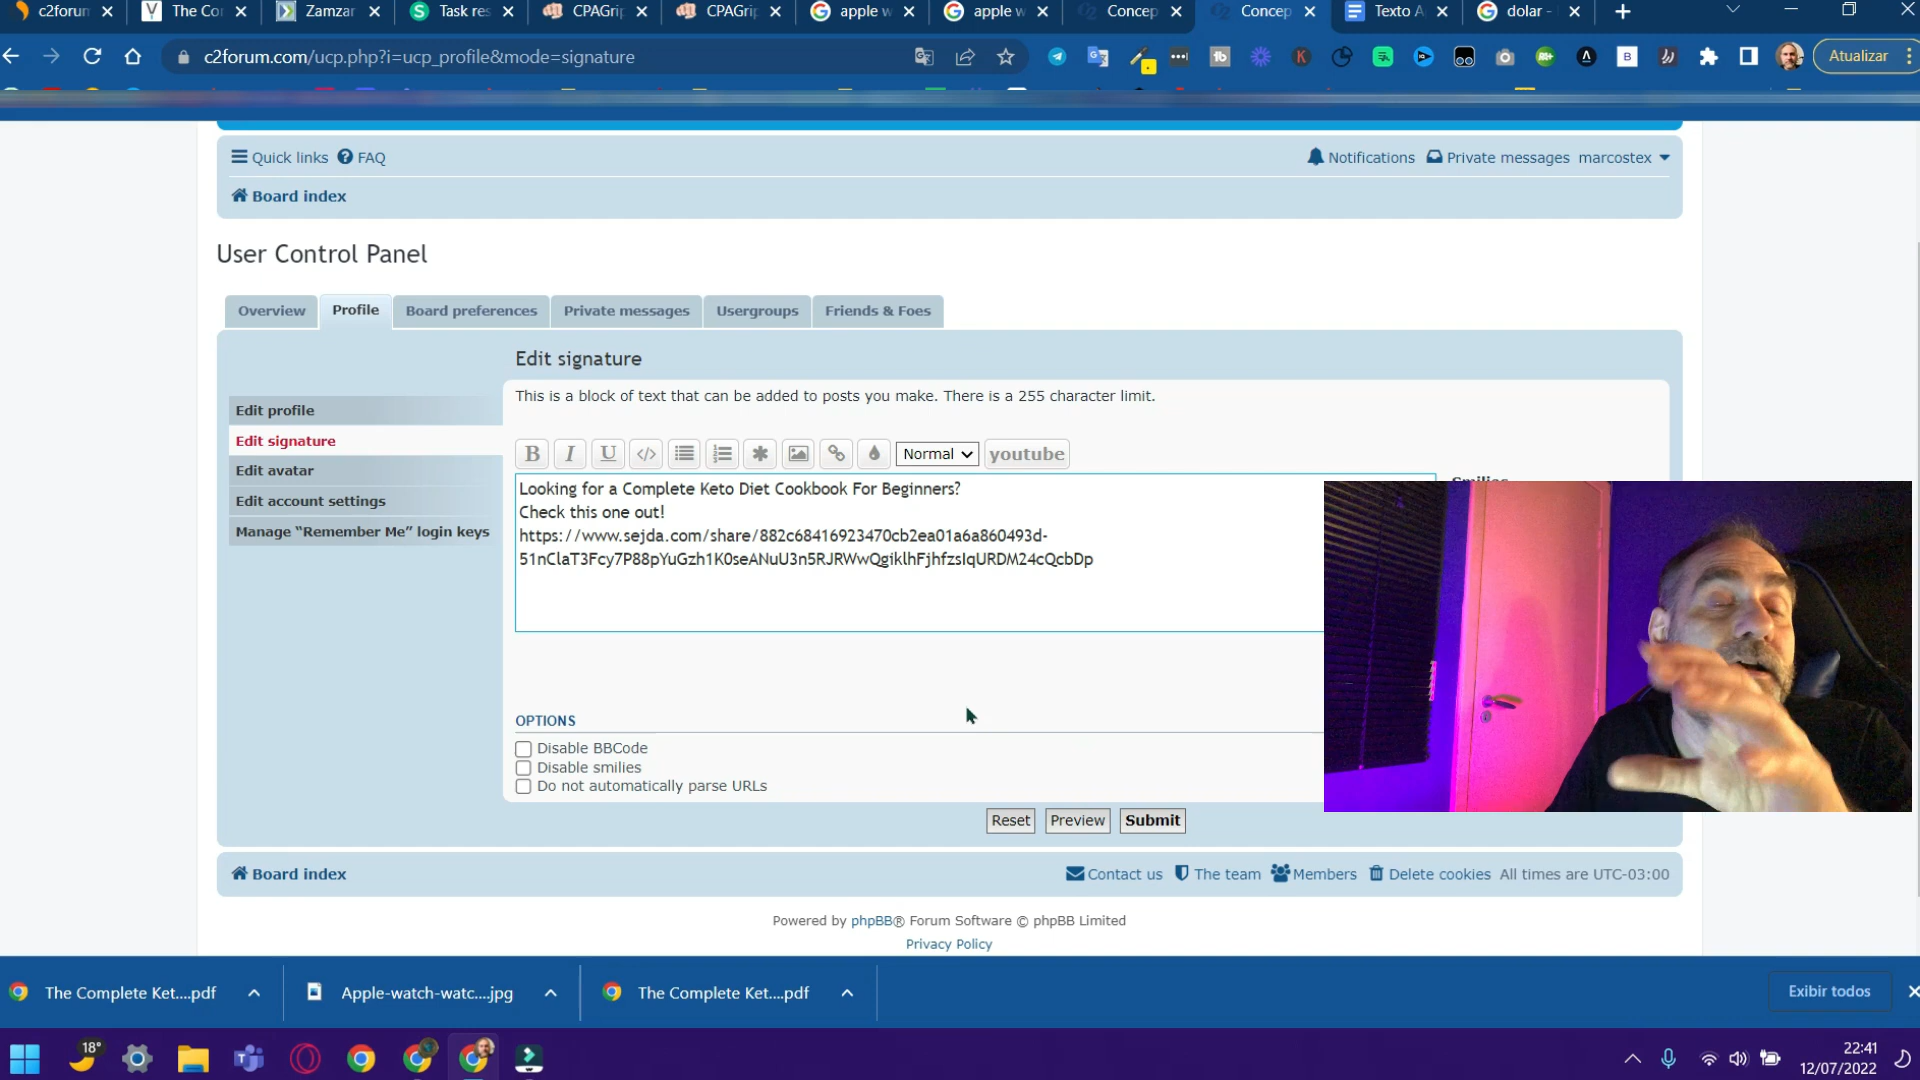 c2forum
The Cor
Zamzar
Task res
CPAGrip
CPAGrip
apple w
apple w
Concep
Concep
Texto A
dolar -
c2forum.com/ucp.php?i=ucp_profile&mode=signature
Atualizar
Quick links FAQ
Notifications Private messages marcostex
Board index
User Control Panel
Overview Profile Board preferences Private messages Usergroups Friends & Foes
Edit signature
This is a block of text that can be added to posts you make. There is a 255 character limit.
Edit profile
Edit signature
Edit avatar
Edit account settings
Manage “Remember Me” login keys
B I U </> Normal youtube
Looking for a Complete Keto Diet Cookbook For Beginners?
Check this one out!
https://www.sejda.com/share/882c68416923470cb2ea01a6a860493d-
51nClaT3Fcy7P88pYuGzh1K0seANuU3n5RJRWwQgiklhFjhfzsIqURDM24cQcbDp
OPTIONS
Disable BBCode
Disable smilies
Do not automatically parse URLs
Reset Preview Submit
Board index
Contact us The team Members Delete cookies All times are UTC-03:00
Powered by phpBB® Forum Software © phpBB Limited
Privacy Policy
The Complete Ket....pdf
Apple-watch-watc....jpg
The Complete Ket....pdf
Exibir todos
18°
22:41
12/07/2022